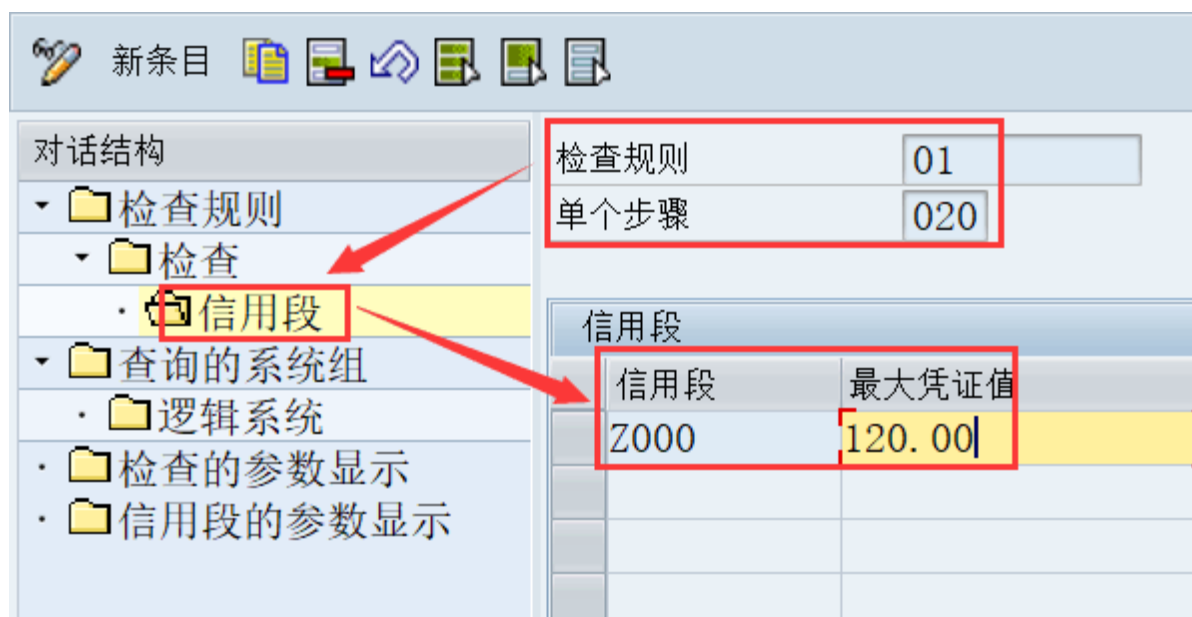 新条目
对话结构
检查规则
检查
信用段
查询的系统组
逻辑系统
检查的参数显示
信用段的参数显示
检查规则 01
单个步骤 020
信用段
信用段 最大凭证值
Z000 120.00